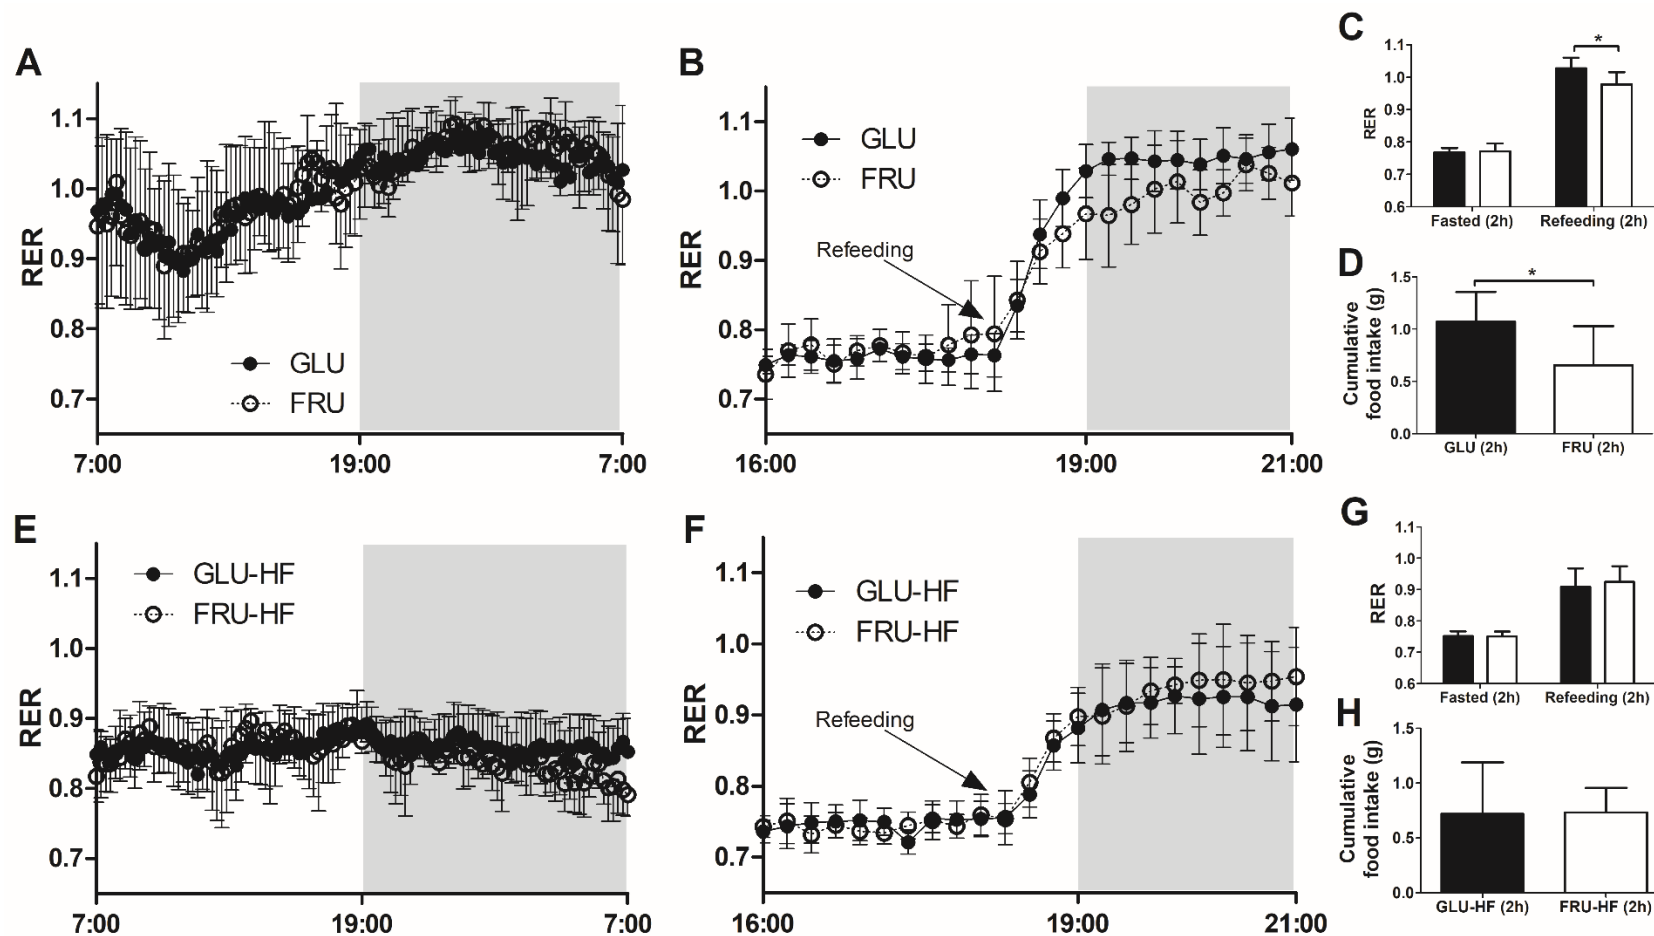 A
RER
1.1
1.0
0.9
0.8
0.7
GLU
FRU
7:00
19:00
7:00
B
RER
1.1
1.0
0.9
0.8
0.7
GLU
FRU
Refeeding
16:00
19:00
21:00
C
RER
1.1
1.0
0.9
0.8
0.7
0.6
*
Fasted (2h)
Refeeding (2h)
D
Cumulative
food intake (g)
1.5
1.0
0.5
0.0
*
GLU (2h)
FRU (2h)
E
RER
1.1
1.0
0.9
0.8
0.7
GLU-HF
FRU-HF
7:00
19:00
7:00
F
RER
1.1
1.0
0.9
0.8
0.7
GLU-HF
FRU-HF
Refeeding
16:00
19:00
21:00
G
RER
1.1
1.0
0.9
0.8
0.7
0.6
Fasted (2h)
Refeeding (2h)
H
Cumulative
food intake (g)
1.5
1.0
0.5
0.0
GLU-HF (2h)
FRU-HF (2h)